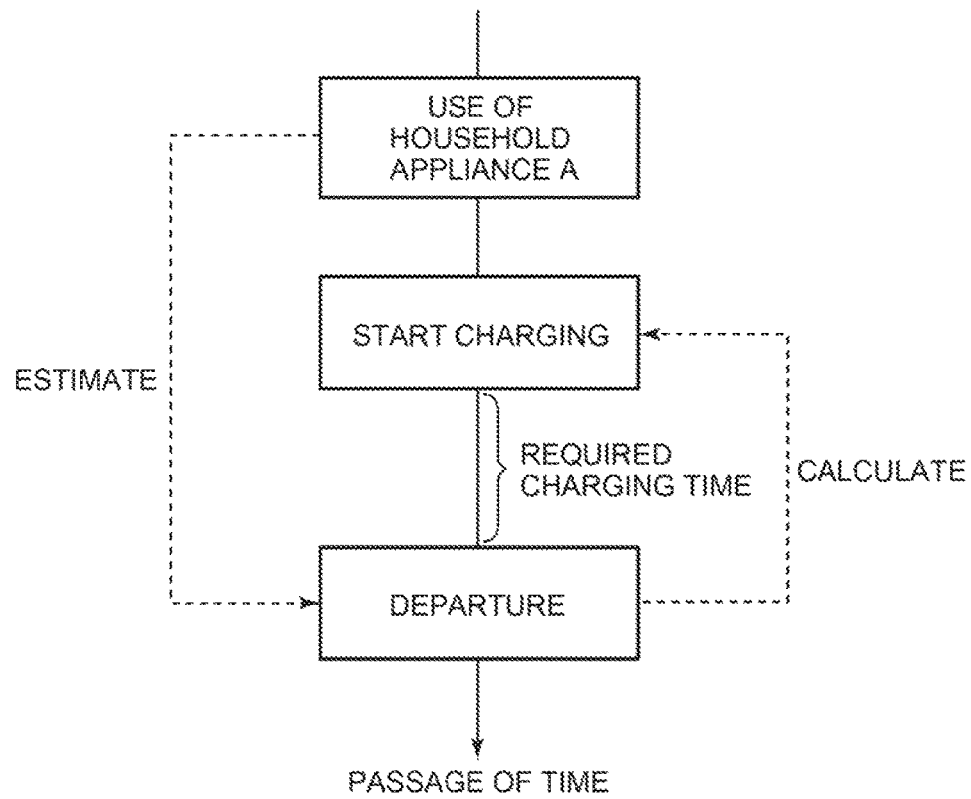 USE OF
HOUSEHOLD
APPLIANCE A
START CHARGING
ESTIMATE
REQUIRED
CHARGING TIME
CALCULATE
DEPARTURE
PASSAGE OF TIME